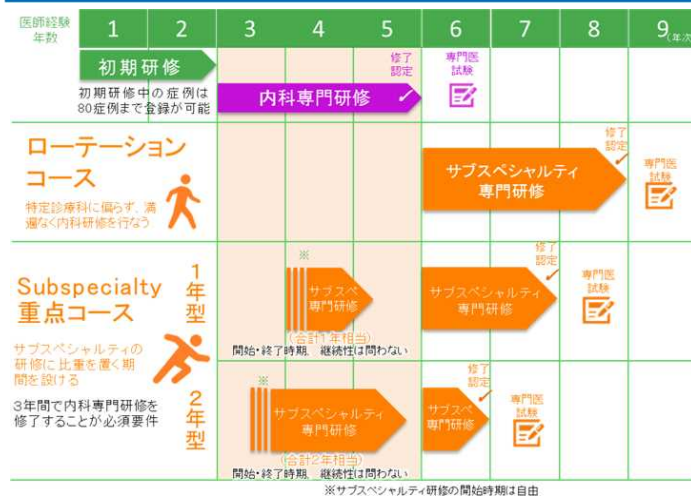 医師経験
年数
1 2 3 4 5 6 7 8 9(年次
初期研修
初期研修中の症例は
80症例まで登録が可能
内科専門研修
修了
認定
専門医
試験
ローテーション
コース
特定診療科に偏らず、満
遍なく内科研修を行なう
サブスペシャルティ
専門研修
修了
認定
専門医
試験
Subspecialty
重点コース
サブスペシャルティの
研修に比重を置く期
間を設ける
3年間で内科専門研修を
修了することが必須要件
1年型
※
サブスペ
専門研修
(合計1年相当)
開始・終了時期、継続性は問わない
サブスペシャルティ
専門研修
修了
認定
専門医
試験
2年型
※
サブスペシャルティ
専門研修
(合計2年相当)
開始・終了時期、継続性は問わない
サブスペ
専門研修
修了
認定
専門医
試験
※サブスペシャルティ研修の開始時期は自由